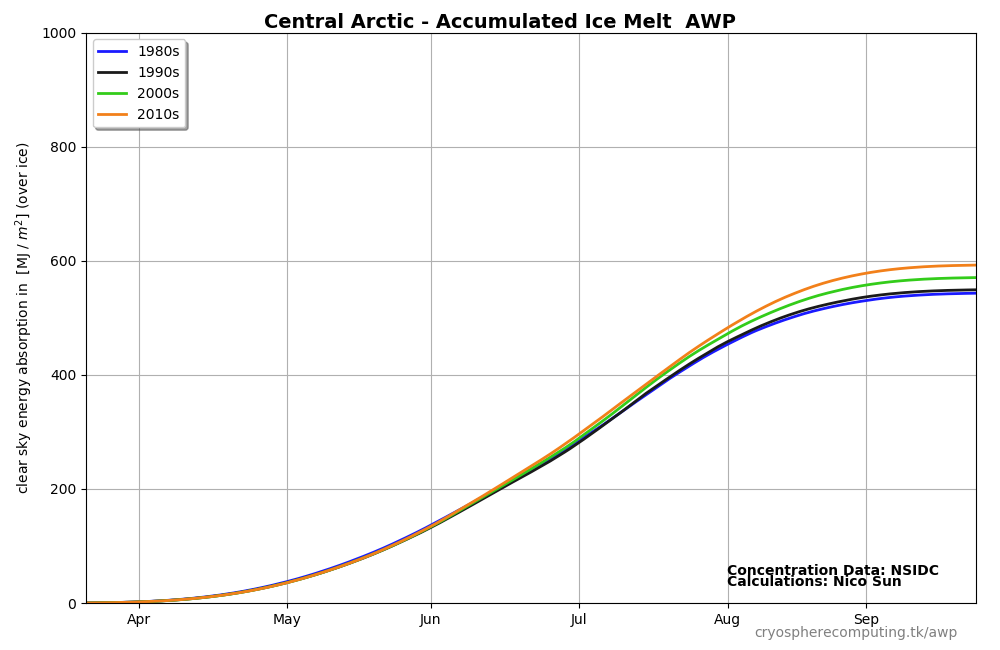 Central Arctic - Accumulated Ice Melt  AWP
1000
800
600
400
200
0
clear sky energy absorption in  [MJ / m²] (over ice)
1980s
1990s
2000s
2010s
Concentration Data: NSIDC
Calculations: Nico Sun
Apr May Jun Jul Aug Sep
cryospherecomputing.tk/awp